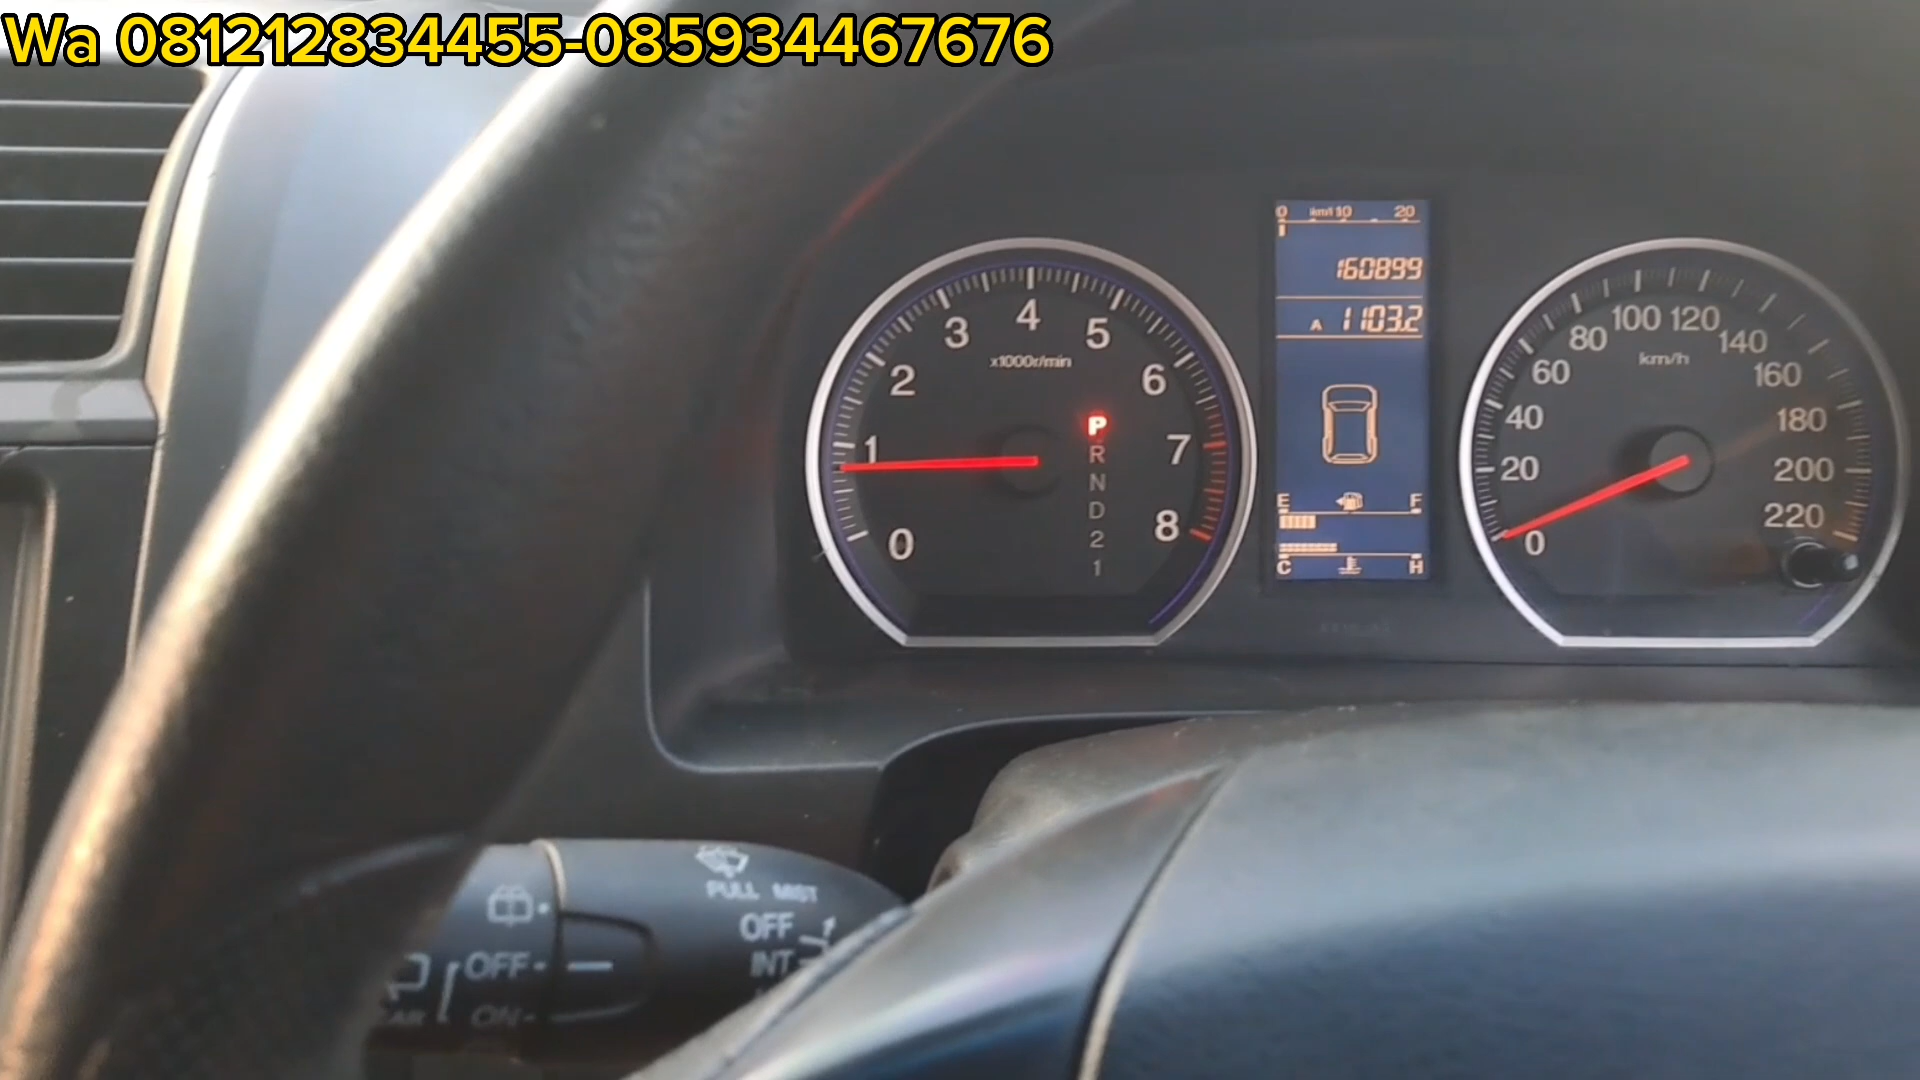 Wa 081212834455-085934467676
0 km/l 10 20
160899
A 1103.2
E F
C H
0 1 2 3 4 5 6 7 8
x1000r/min
P
R
N
D
2
1
0 20 40 60 80 100 120 140 160 180 200 220
km/h
PULL MIST
OFF
INT
OFF
ON